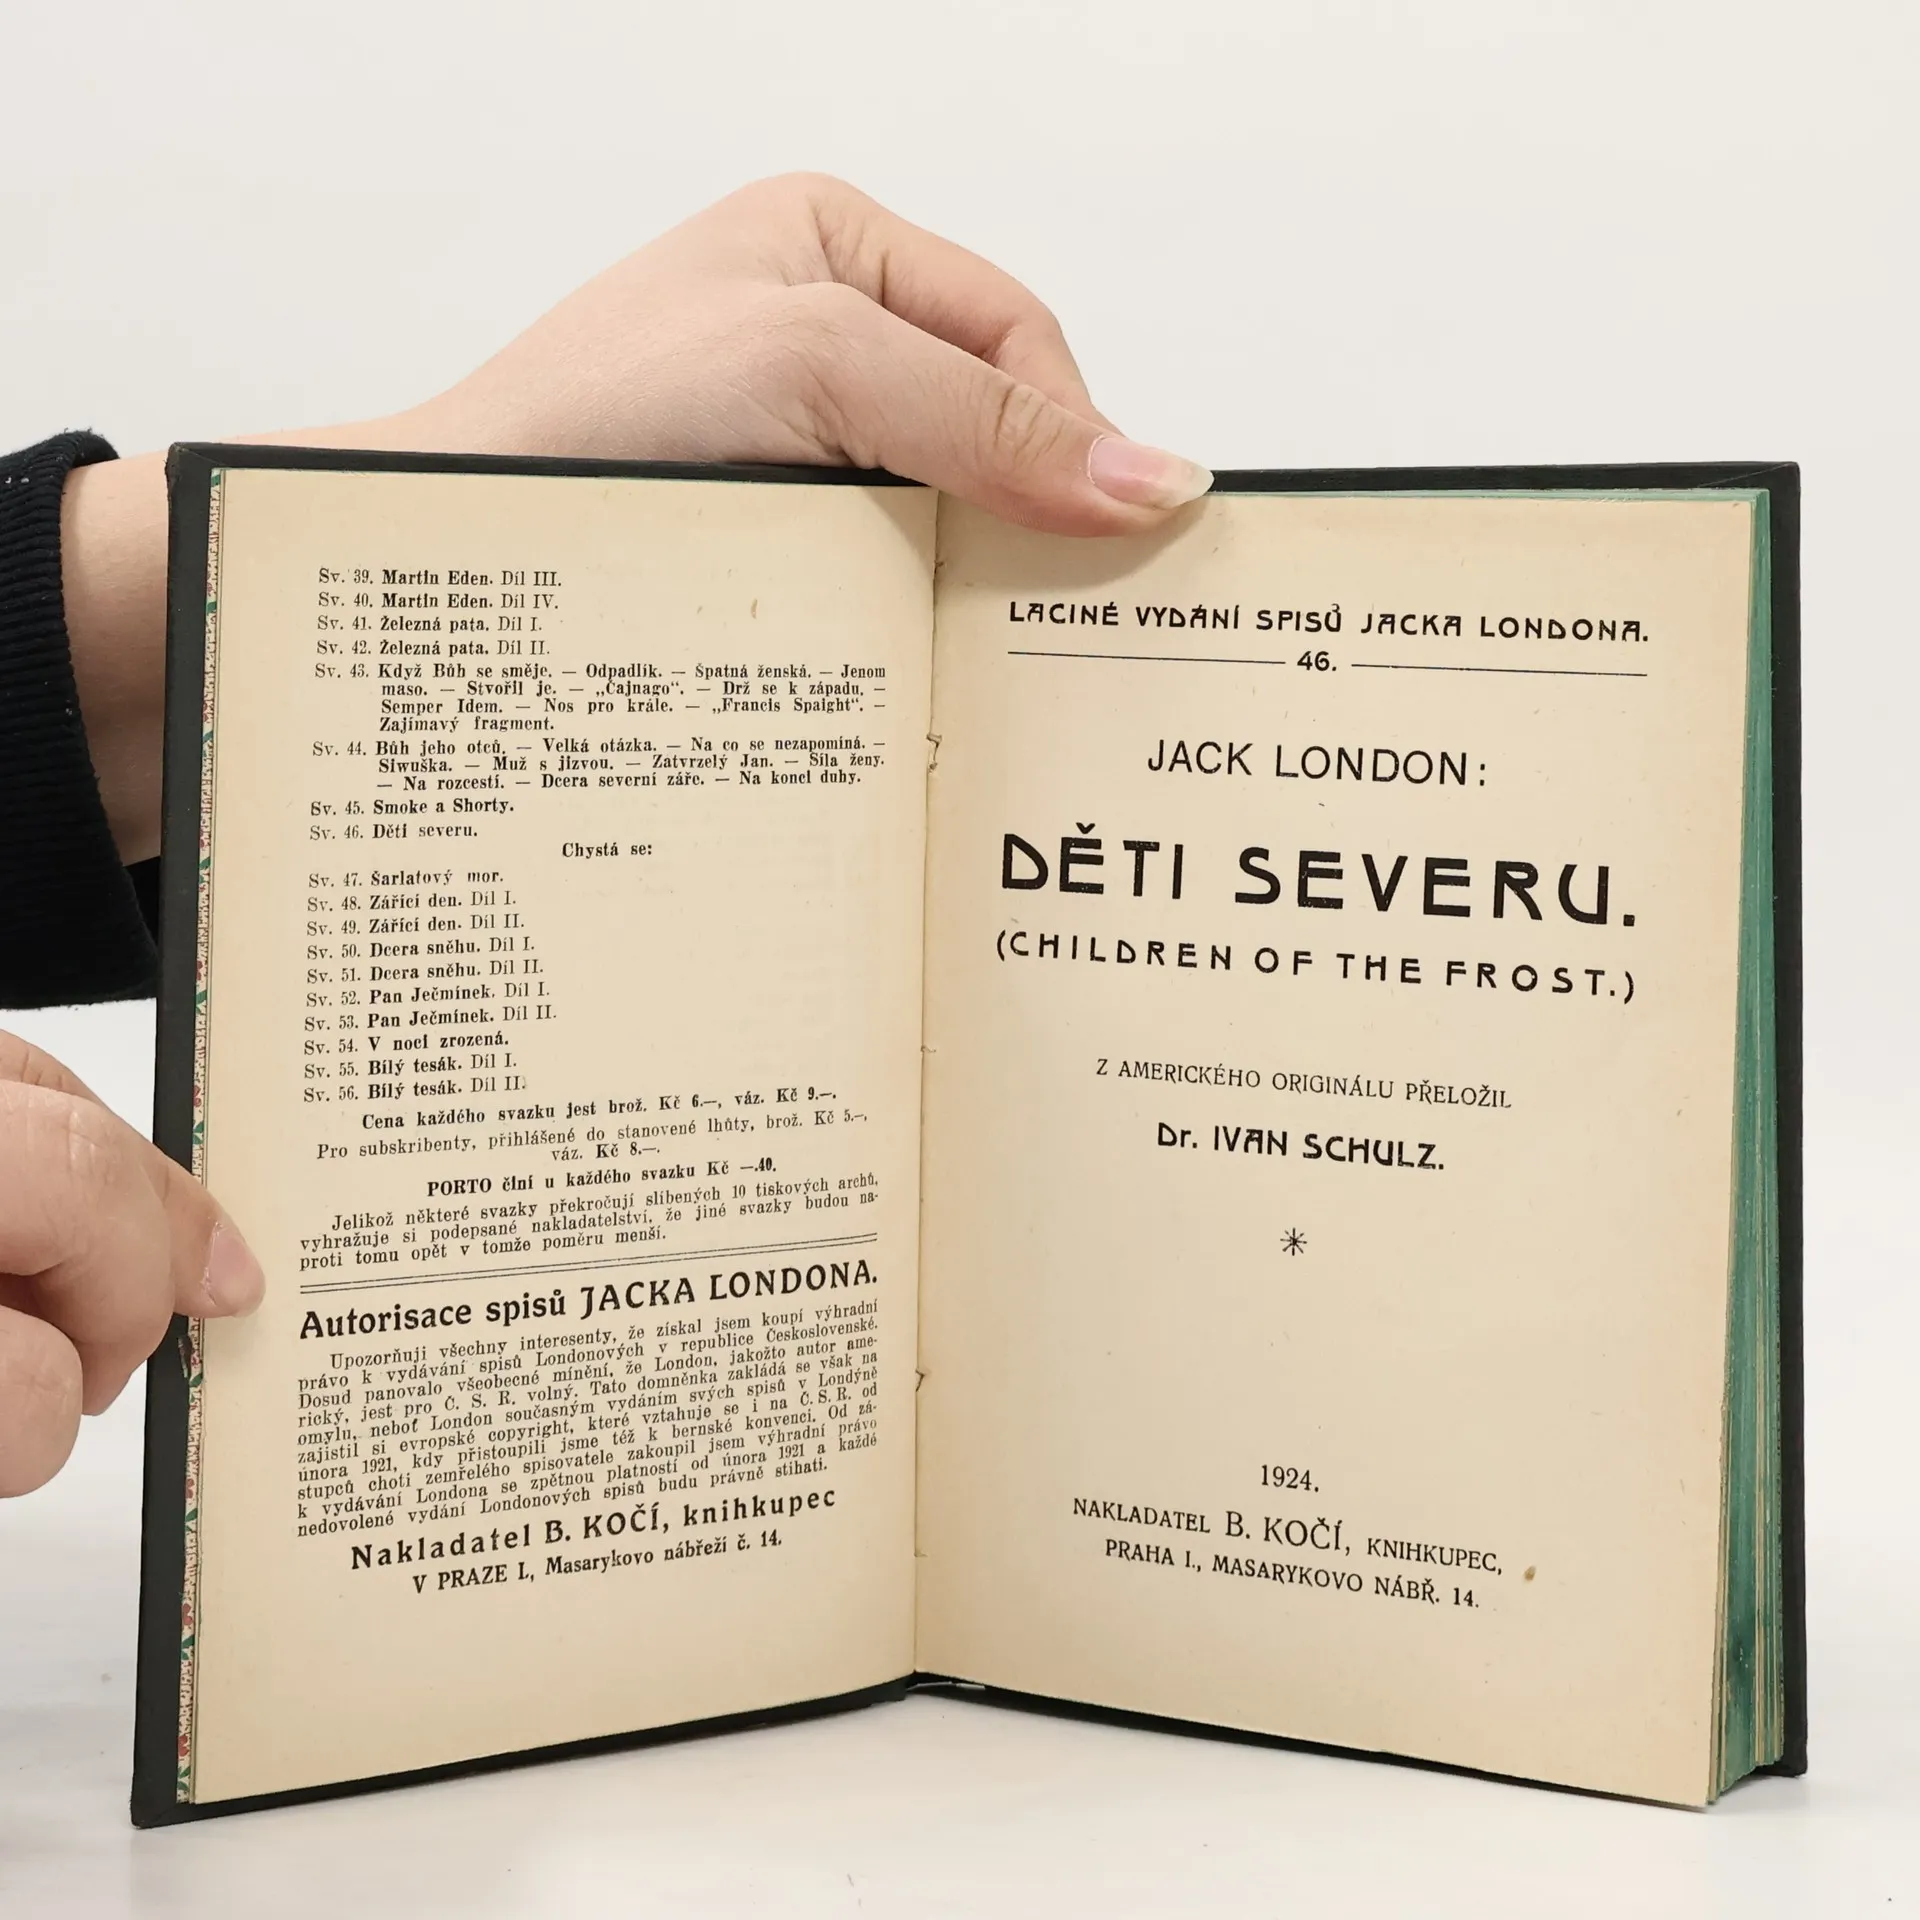 Sv. 39. Martin Eden. Díl III.
Sv. 40. Martin Eden. Díl IV.
Sv. 41. Železná pata. Díl I.
Sv. 42. Železná pata. Díl II.
Sv. 43. Když Bůh se směje. — Odpadlík. — Špatná ženská. — Jenom
maso. — Stvořil je. — „Čajnago“. — Drž se k západu. —
Semper Idem. — Nos pro krále. — „Francis Spaight“. —
Zajímavý fragment.
Sv. 44. Bůh jeho otců. — Velká otázka. — Na co se nezapomíná. —
Siwuška. — Muž s jizvou. — Zatvrzelý Jan. — Síla ženy.
— Na rozcestí. — Dcera severní záře. — Na konci duhy.
Sv. 45. Smoke a Shorty.
Sv. 46. Děti severu.
Chystá se:
Sv. 47. Šarlatový mor.
Sv. 48. Zářící den. Díl I.
Sv. 49. Zářící den. Díl II.
Sv. 50. Dcera sněhu. Díl I.
Sv. 51. Dcera sněhu. Díl II.
Sv. 52. Pan Ječmínek. Díl I.
Sv. 53. Pan Ječmínek. Díl II.
Sv. 54. V noci zrozená.
Sv. 55. Bílý tesák. Díl I.
Sv. 56. Bílý tesák. Díl II.
Cena každého svazku jest brož. Kč 6.—, váz. Kč 9.—.
Pro subskribenty, přihlášené do stanovené lhůty, brož. Kč 5.—,
váz. Kč 8.—.
PORTO činí u každého svazku Kč —.40.
Jelikož některé svazky překročují slíbených 10 tiskových archů,
vyhražuje si podepsané nakladatelství, že jiné svazky budou na-
proti tomu opět v tomže poměru menší.
Autorisace spisů JACKA LONDONA.
Upozorňuji všechny interesenty, že získal jsem koupí výhradní
právo k vydávání spisů Londonových v republice Československé.
Dosud panovalo všeobecné mínění, že London, jakožto autor ame-
rický, jest pro Č. S. R. volný. Tato domněnka zakládá se však na
omylu, neboť London současným vydáním svých spisů v Londýně
zajistil si evropské copyright, které vztahuje se i na Č. S. R. od
února 1921, kdy přistoupili jsme též k bernské konvenci. Od zá-
stupců choti zemřelého spisovatele zakoupil jsem výhradní právo
k vydávání Londona se zpětnou platností od února 1921 a každé
nedovolené vydání Londonových spisů budu právně stihati.
Nakladatel B. KOČÍ, knihkupec
V PRAZE I., Masarykovo nábřeží č. 14.
LACINÉ VYDÁNÍ SPISŮ JACKA LONDONA.
46.
JACK LONDON:
DĚTI SEVERU.
(CHILDREN OF THE FROST.)
Z AMERICKÉHO ORIGINÁLU PŘELOŽIL
Dr. IVAN SCHULZ.
1924.
NAKLADATEL B. KOČÍ, KNIHKUPEC,
PRAHA I., MASARYKOVO NÁBŘ. 14.